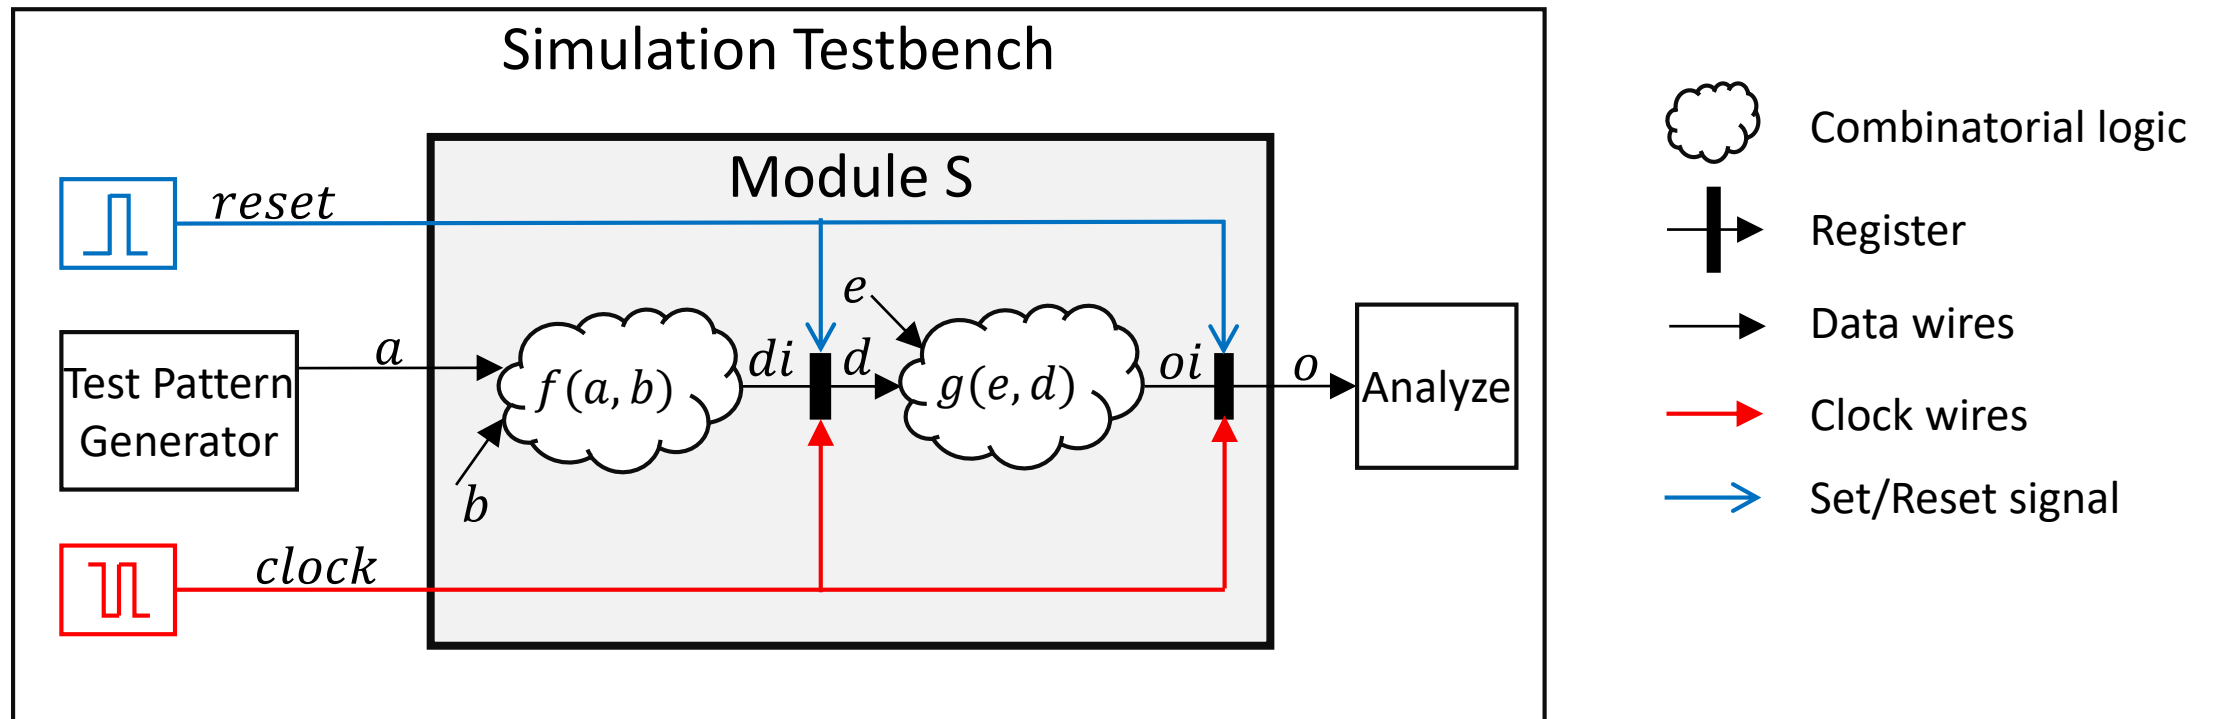 Simulation Testbench
Module S
reset
a
Test Pattern
Generator
b
clock
f(a, b)
di
d
e
g(e, d)
oi
o
Analyze
Combinatorial logic
Register
Data wires
Clock wires
Set/Reset signal